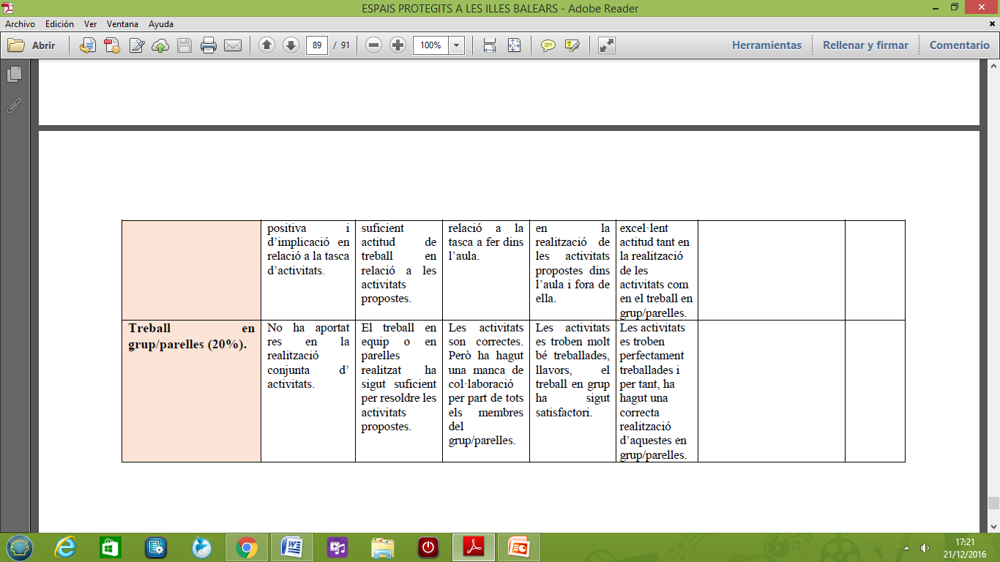 ESPAIS PROTEGITS A LES ILLES BALEARS - Adobe Reader
Archivo Edición Ver Ventana Ayuda
Abrir 89 / 91 100% Herramientas Rellenar y firmar Comentario
positiva i
d’implicació en
relació a la tasca
d’activitats.
suficient
actitud de
treball en
relació a les
activitats
propostes.
relació a la
tasca a fer dins
l’aula.
en la
realització de
les activitats
propostes dins
l’aula i fora de
ella.
excel·lent
actitud tant en
la realització
de les
activitats com
en el treball en
grup/parelles.
Treball en
grup/parelles (20%).
No ha aportat
res en la
realització
conjunta d’
activitats.
El treball en
equip o en
parelles
realitzat ha
sigut suficient
per resoldre les
activitats
propostes.
Les activitats
son correctes.
Però ha hagut
una manca de
col·laboració
per part de tots
els membres
del
grup/parelles.
Les activitats
es troben molt
bé treballades,
llavors, el
treball en grup
ha sigut
satisfactori.
Les activitats
es troben
perfectament
treballades i
per tant, ha
hagut una
correcta
realització
d’aquestes en
grup/parelles.
17:21
21/12/2016